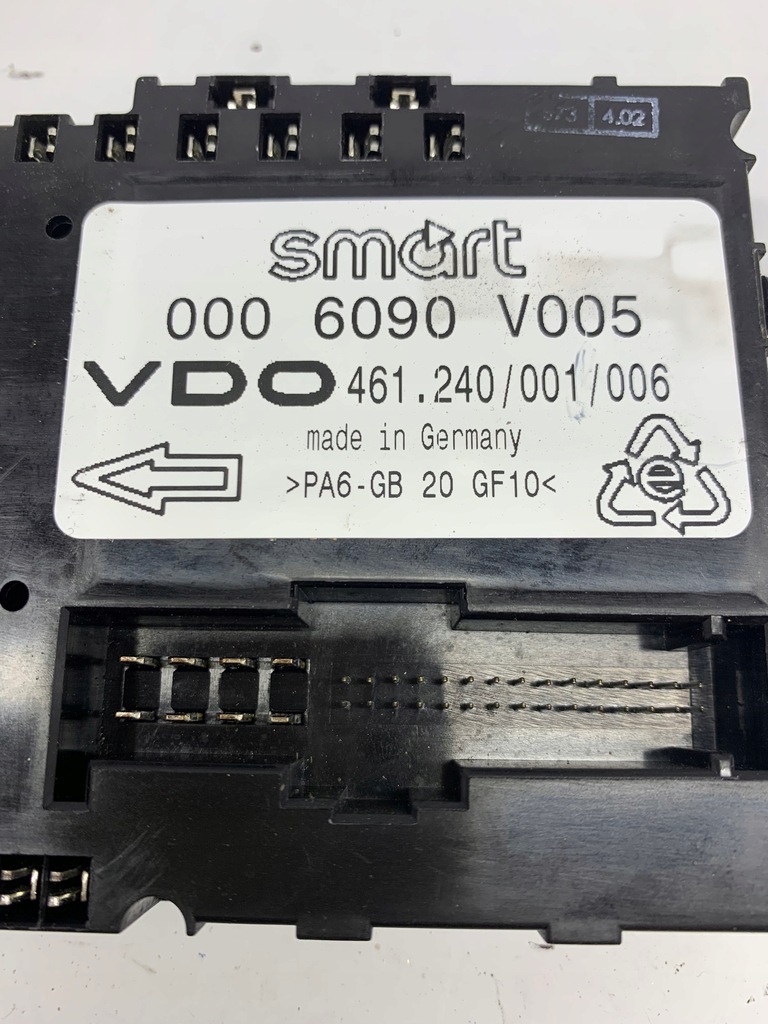 4.02
smart
000 6090 V005
VDO 461.240/001/006
made in Germany
>PA6-GB 20 GF10<